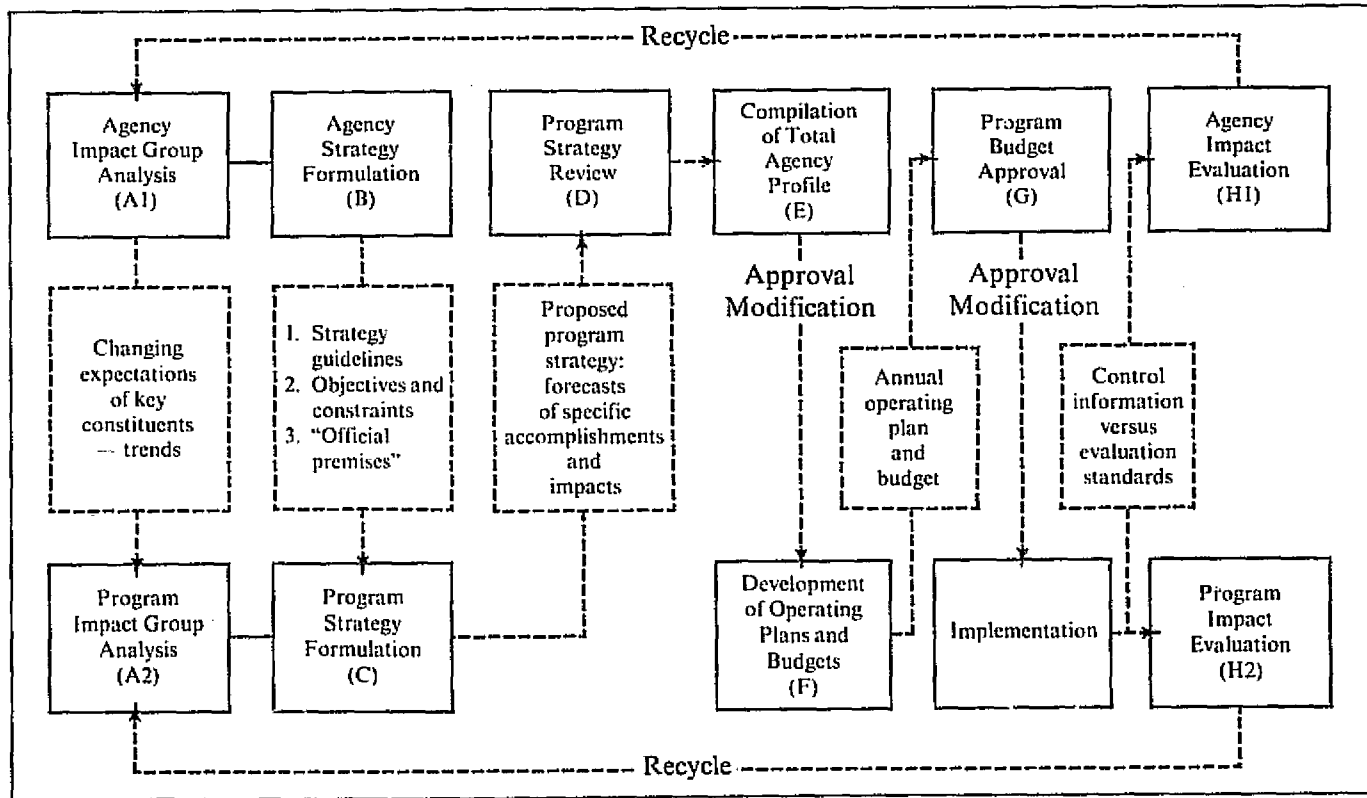 Recycle
Agency
Impact Group
Analysis
(A1)
Agency
Strategy
Formulation
(B)
Program
Strategy
Review
(D)
Compilation
of Total
Agency
Profile
(E)
Program
Budget
Approval
(G)
Agency
Impact
Evaluation
(H1)
Approval
Modification
Approval
Modification
Changing
expectations
of key
constituents
— trends
1. Strategy
guidelines
2. Objectives and
constraints
3. "Official
premises"
Proposed
program
strategy:
forecasts
of specific
accomplishments
and
impacts
Annual
operating
plan
and
budget
Control
information
versus
evaluation
standards
Program
Impact Group
Analysis
(A2)
Program
Strategy
Formulation
(C)
Development
of Operating
Plans and
Budgets
(F)
Implementation
Program
Impact
Evaluation
(H2)
Recycle